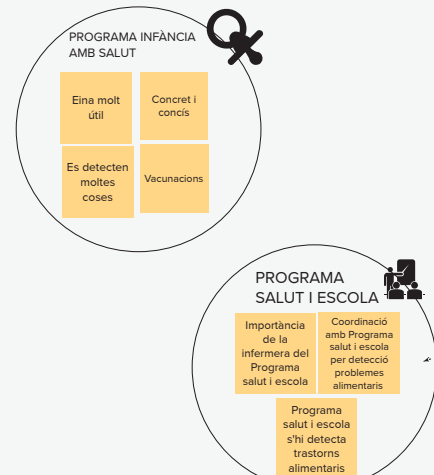 PROGRAMA INFÀNCIA
AMB SALUT
Eina molt
útil
Concret i
concís
Es detecten
moltes
coses
Vacunacions
PROGRAMA
SALUT I ESCOLA
Importància
de la
infermera del
Programa
salut i escola
Coordinació
amb Programa
salut i escola
per detecció
problemes
alimentaris
Programa
salut i escola
s'hi detecta
trastorns
alimentaris